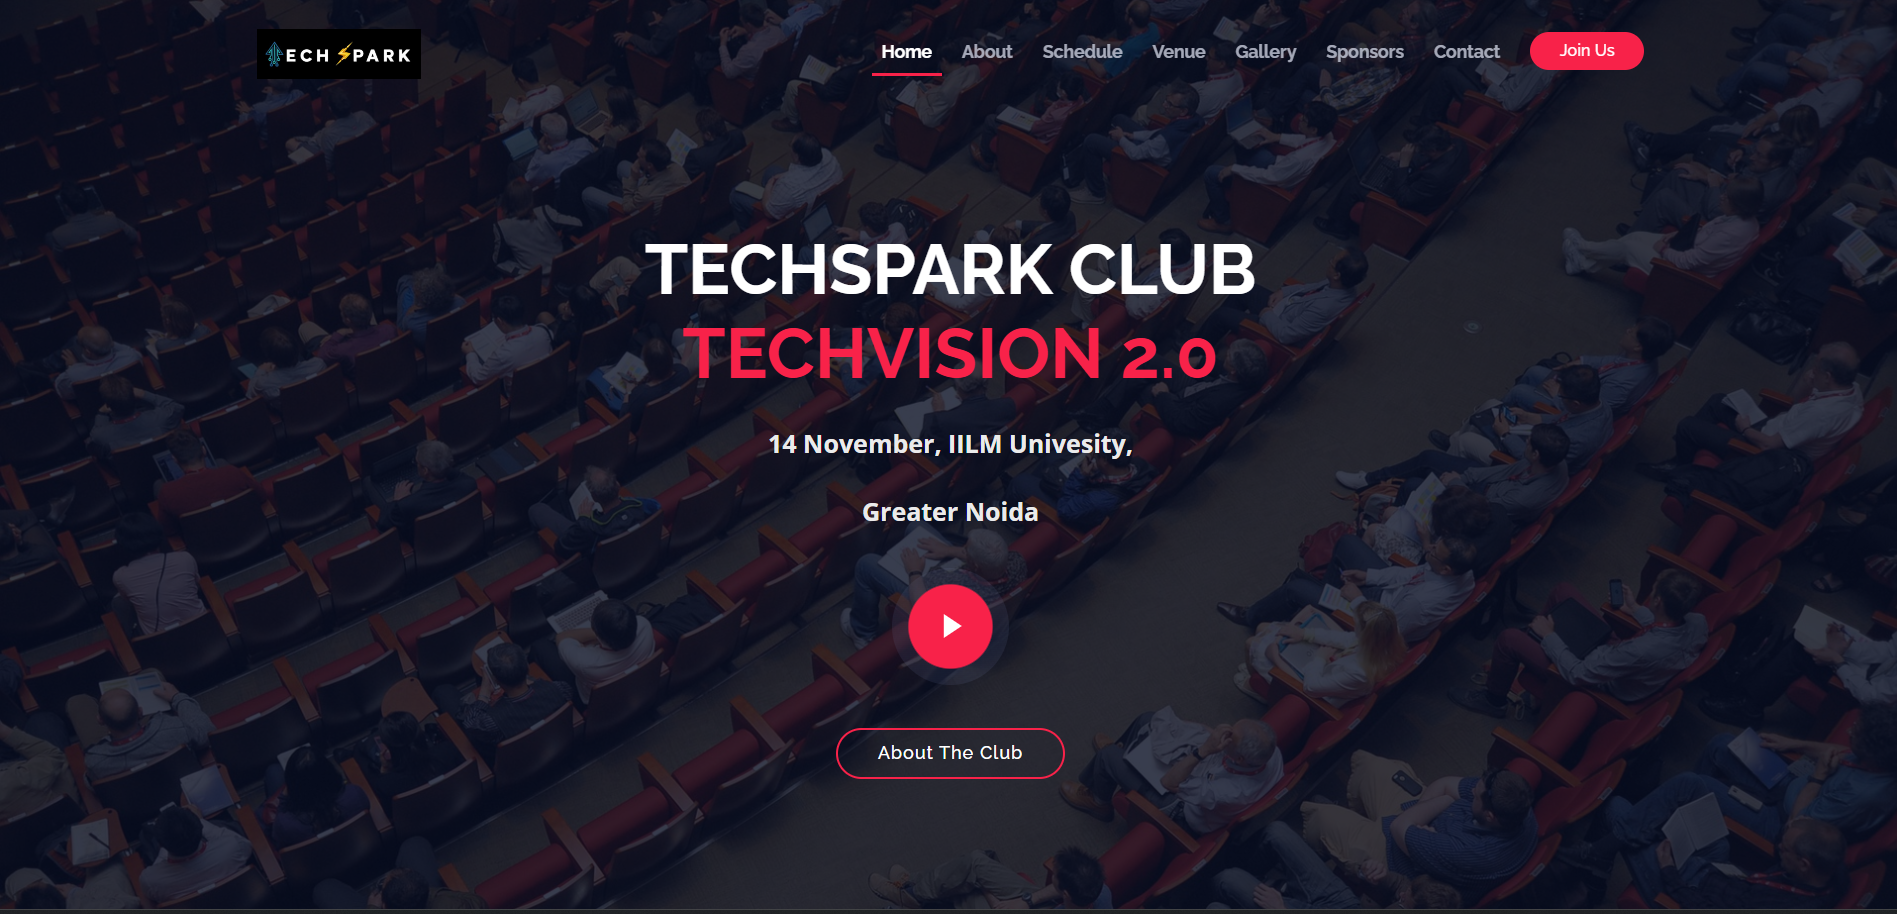 ECH SPARK
Home About Schedule Venue Gallery Sponsors Contact Join Us
TECHSPARK CLUB
TECHVISION 2.0
14 November, IILM Univesity,
Greater Noida
About The Club